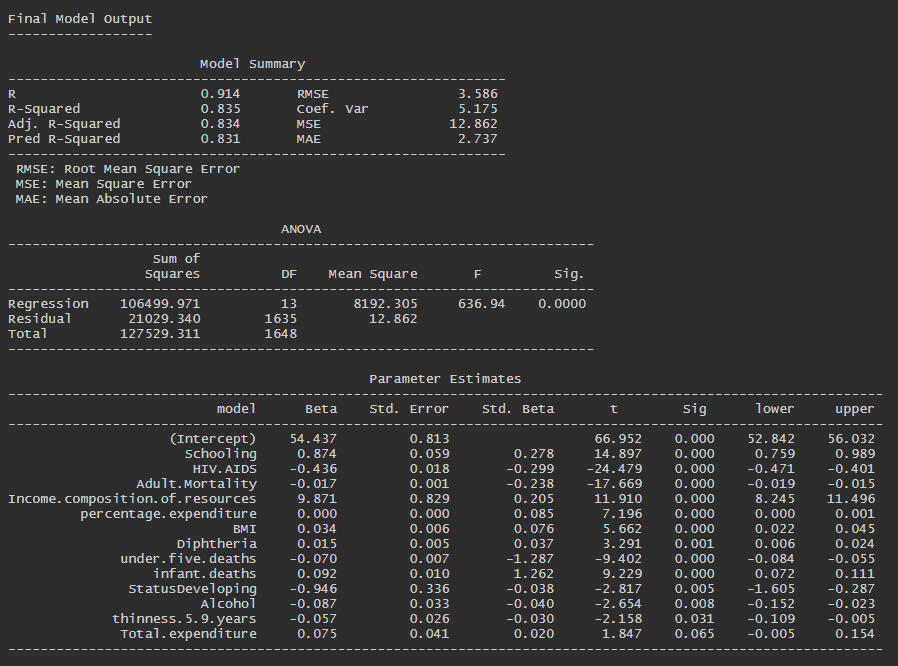 Final Model Output
------------------
Model Summary
--------------------------------------------------------------
R 0.914 RMSE 3.586
R-Squared 0.835 Coef. Var 5.175
Adj. R-Squared 0.834 MSE 12.862
Pred R-Squared 0.831 MAE 2.737
--------------------------------------------------------------
RMSE: Root Mean Square Error
MSE: Mean Square Error
MAE: Mean Absolute Error
ANOVA
-------------------------------------------------------------------------
Sum of
Squares DF Mean Square F Sig.
-------------------------------------------------------------------------
Regression 106499.971 13 8192.305 636.94 0.0000
Residual 21029.340 1635 12.862
Total 127529.311 1648
-------------------------------------------------------------------------
Parameter Estimates
-------------------------------------------------------------------------------------------------------------
model Beta Std. Error Std. Beta t Sig lower upper
-------------------------------------------------------------------------------------------------------------
(Intercept) 54.437 0.813 66.952 0.000 52.842 56.032
Schooling 0.874 0.059 0.278 14.897 0.000 0.759 0.989
HIV.AIDS -0.436 0.018 -0.299 -24.479 0.000 -0.471 -0.401
Adult.Mortality -0.017 0.001 -0.238 -17.669 0.000 -0.019 -0.015
Income.composition.of.resources 9.871 0.829 0.205 11.910 0.000 8.245 11.496
percentage.expenditure 0.000 0.000 0.085 7.196 0.000 0.000 0.001
BMI 0.034 0.006 0.076 5.662 0.000 0.022 0.045
Diphtheria 0.015 0.005 0.037 3.291 0.001 0.006 0.024
under.five.deaths -0.070 0.007 -1.287 -9.402 0.000 -0.084 -0.055
infant.deaths 0.092 0.010 1.262 9.229 0.000 0.072 0.111
StatusDeveloping -0.946 0.336 -0.038 -2.817 0.005 -1.605 -0.287
Alcohol -0.087 0.033 -0.040 -2.654 0.008 -0.152 -0.023
thinness.5.9.years -0.057 0.026 -0.030 -2.158 0.031 -0.109 -0.005
Total.expenditure 0.075 0.041 0.020 1.847 0.065 -0.005 0.154
-------------------------------------------------------------------------------------------------------------